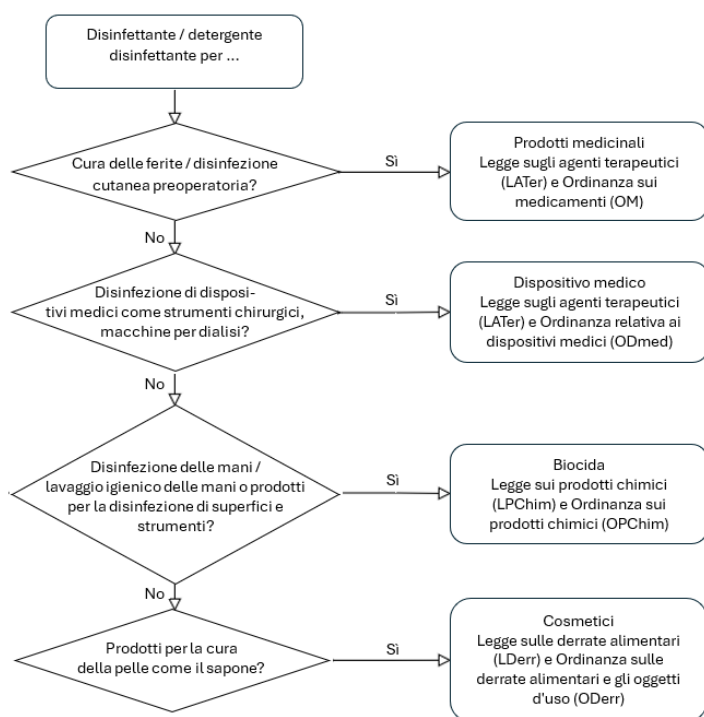 Disinfettante / detergente
disinfettante per ...
Cura delle ferite / disinfezione
cutanea preoperatoria?
Sì
Prodotti medicinali
Legge sugli agenti terapeutici
(LATer) e Ordinanza sui
medicamenti (OM)
No
Disinfezione di disposi-
tivi medici come strumenti chirurgici,
macchine per dialisi?
Sì
Dispositivo medico
Legge sugli agenti terapeutici
(LATer) e Ordinanza relativa ai
dispositivi medici (ODmed)
No
Disinfezione delle mani /
lavaggio igienico delle mani o prodotti
per la disinfezione di superfici e
strumenti?
Sì
Biocida
Legge sui prodotti chimici
(LPChim) e Ordinanza sui
prodotti chimici (OPChim)
No
Prodotti per la cura
della pelle come il sapone?
Sì
Cosmetici
Legge sulle derrate alimentari
(LDerr) e Ordinanza sulle
derrate alimentari e gli oggetti
d'uso (ODerr)